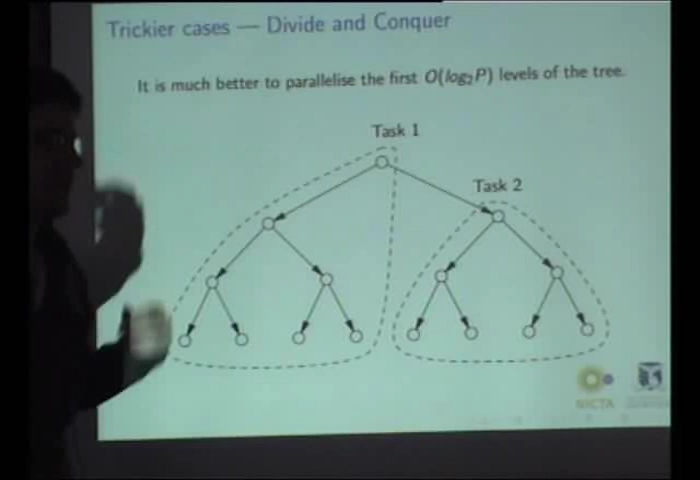 Trickier cases — Divide and Conquer
It is much better to parallelise the first O(log₂P) levels of the tree.
Task 1
Task 2
NICTA